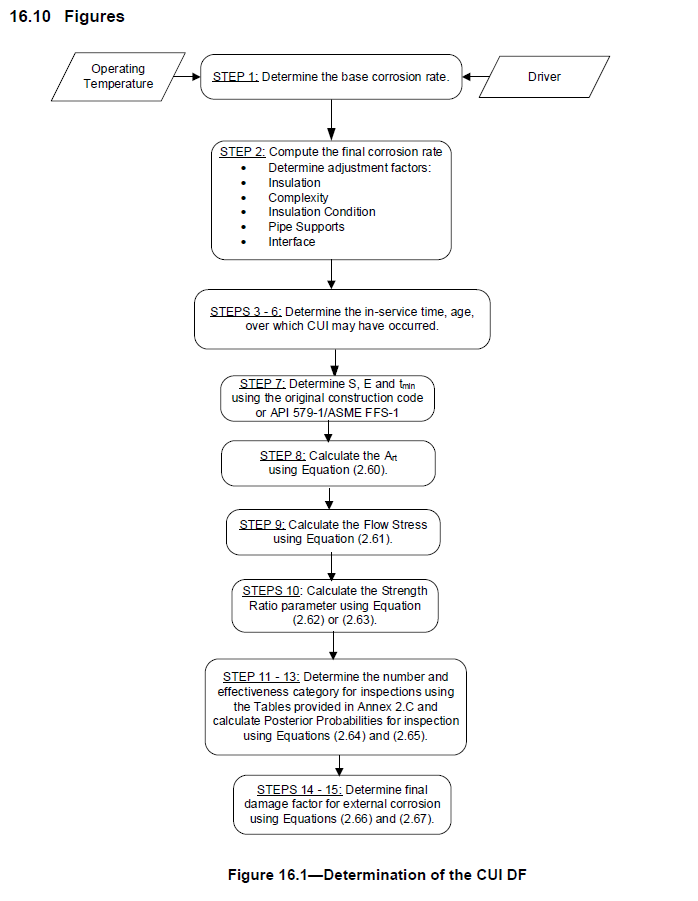 16.10 Figures
Operating
Temperature
STEP 1: Determine the base corrosion rate.
Driver
STEP 2: Compute the final corrosion rate
• Determine adjustment factors:
• Insulation
• Complexity
• Insulation Condition
• Pipe Supports
• Interface
STEPS 3 - 6: Determine the in-service time, age,
over which CUI may have occurred.
STEP 7: Determine S, E and tmin
using the original construction code
or API 579-1/ASME FFS-1
STEP 8: Calculate the Art
using Equation (2.60).
STEP 9: Calculate the Flow Stress
using Equation (2.61).
STEPS 10: Calculate the Strength
Ratio parameter using Equation
(2.62) or (2.63).
STEP 11 - 13: Determine the number and
effectiveness category for inspections using
the Tables provided in Annex 2.C and
calculate Posterior Probabilities for inspection
using Equations (2.64) and (2.65).
STEPS 14 - 15: Determine final
damage factor for external corrosion
using Equations (2.66) and (2.67).
Figure 16.1—Determination of the CUI DF